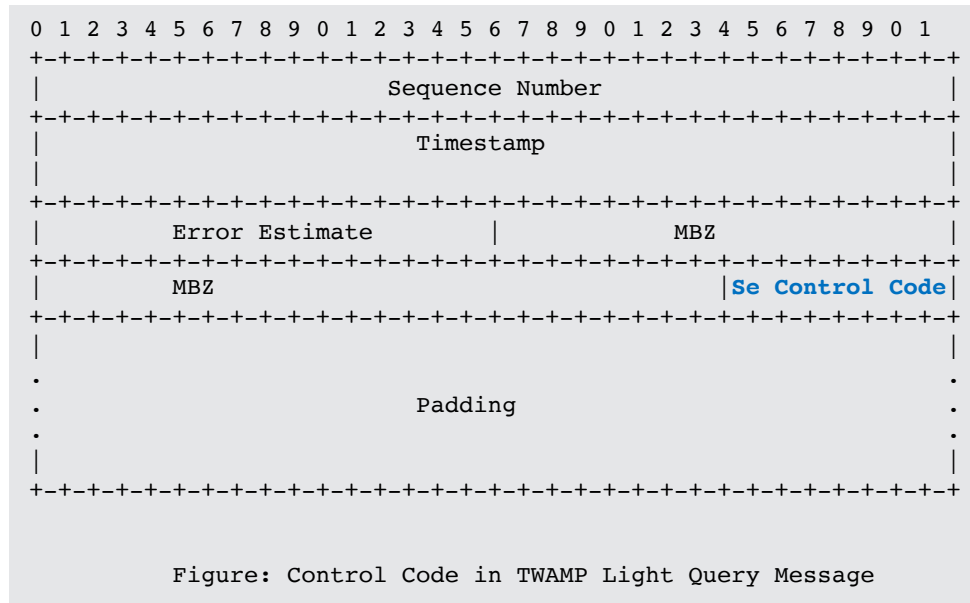 0 1 2 3 4 5 6 7 8 9 0 1 2 3 4 5 6 7 8 9 0 1 2 3 4 5 6 7 8 9 0 1
+-+-+-+-+-+-+-+-+-+-+-+-+-+-+-+-+-+-+-+-+-+-+-+-+-+-+-+-+-+-+-+-+
| Sequence Number |
+-+-+-+-+-+-+-+-+-+-+-+-+-+-+-+-+-+-+-+-+-+-+-+-+-+-+-+-+-+-+-+-+
| Timestamp |
| |
+-+-+-+-+-+-+-+-+-+-+-+-+-+-+-+-+-+-+-+-+-+-+-+-+-+-+-+-+-+-+-+-+
| Error Estimate | MBZ |
+-+-+-+-+-+-+-+-+-+-+-+-+-+-+-+-+-+-+-+-+-+-+-+-+-+-+-+-+-+-+-+-+
| MBZ |Se Control Code|
+-+-+-+-+-+-+-+-+-+-+-+-+-+-+-+-+-+-+-+-+-+-+-+-+-+-+-+-+-+-+-+-+
| |
. .
. Padding .
. .
| |
+-+-+-+-+-+-+-+-+-+-+-+-+-+-+-+-+-+-+-+-+-+-+-+-+-+-+-+-+-+-+-+-+
Figure: Control Code in TWAMP Light Query Message